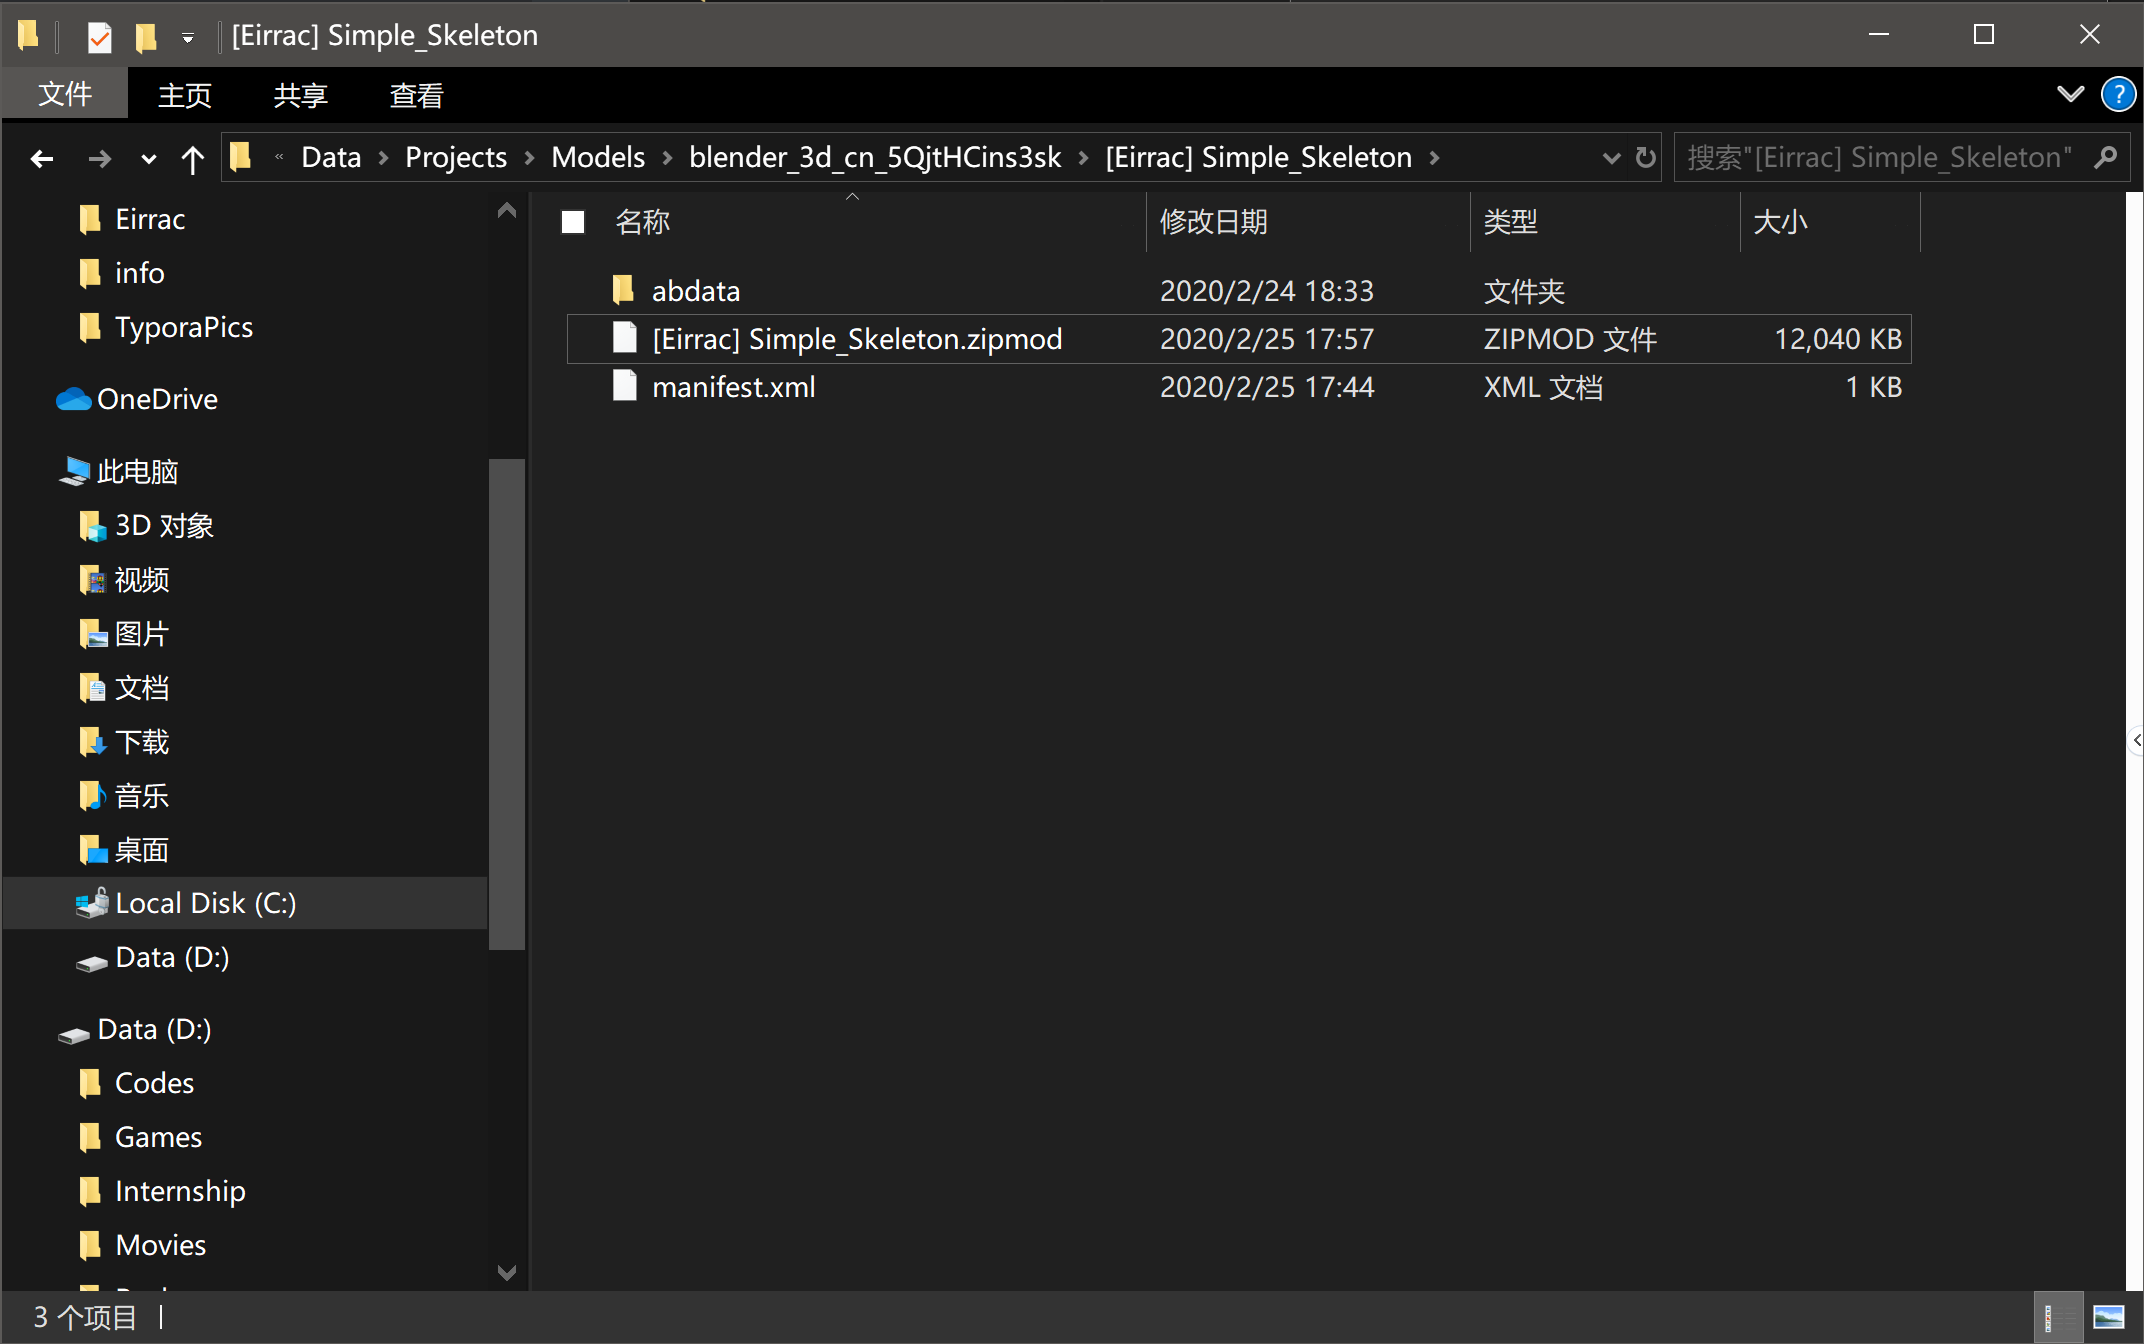 [Eirrac] Simple_Skeleton
文件 主页 共享 查看
« Data > Projects > Models > blender_3d_cn_5QjtHCins3sk > [Eirrac] Simple_Skeleton >
搜索"[Eirrac] Simple_Skeleton"
Eirrac
info
TyporaPics
OneDrive
此电脑
3D 对象
视频
图片
文档
下载
音乐
桌面
Local Disk (C:)
Data (D:)
Data (D:)
Codes
Games
Internship
Movies
名称 修改日期 类型 大小
abdata 2020/2/24 18:33 文件夹
[Eirrac] Simple_Skeleton.zipmod 2020/2/25 17:57 ZIPMOD 文件 12,040 KB
manifest.xml 2020/2/25 17:44 XML 文档 1 KB
3 个项目